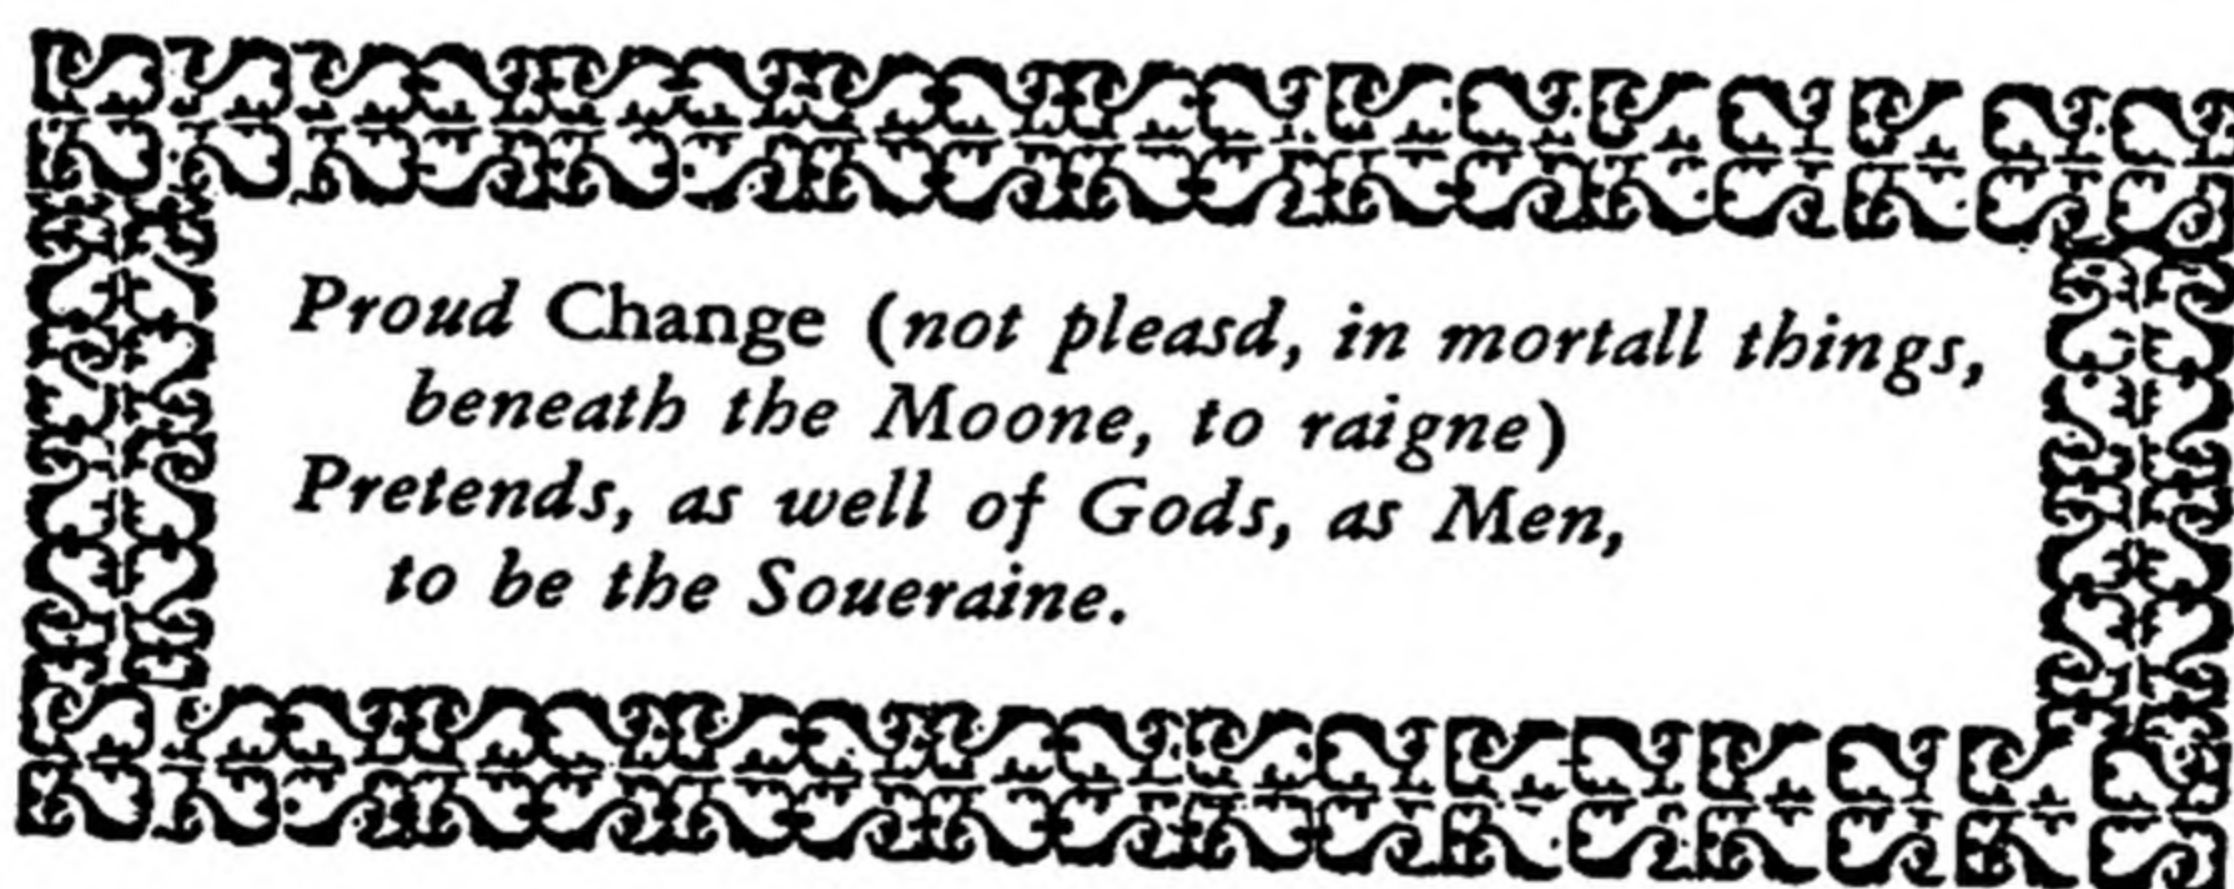 Proud Change (not pleasd, in mortall things,
beneath the Moone, to raigne)
Pretends, as well of Gods, as Men,
to be the Soueraine.